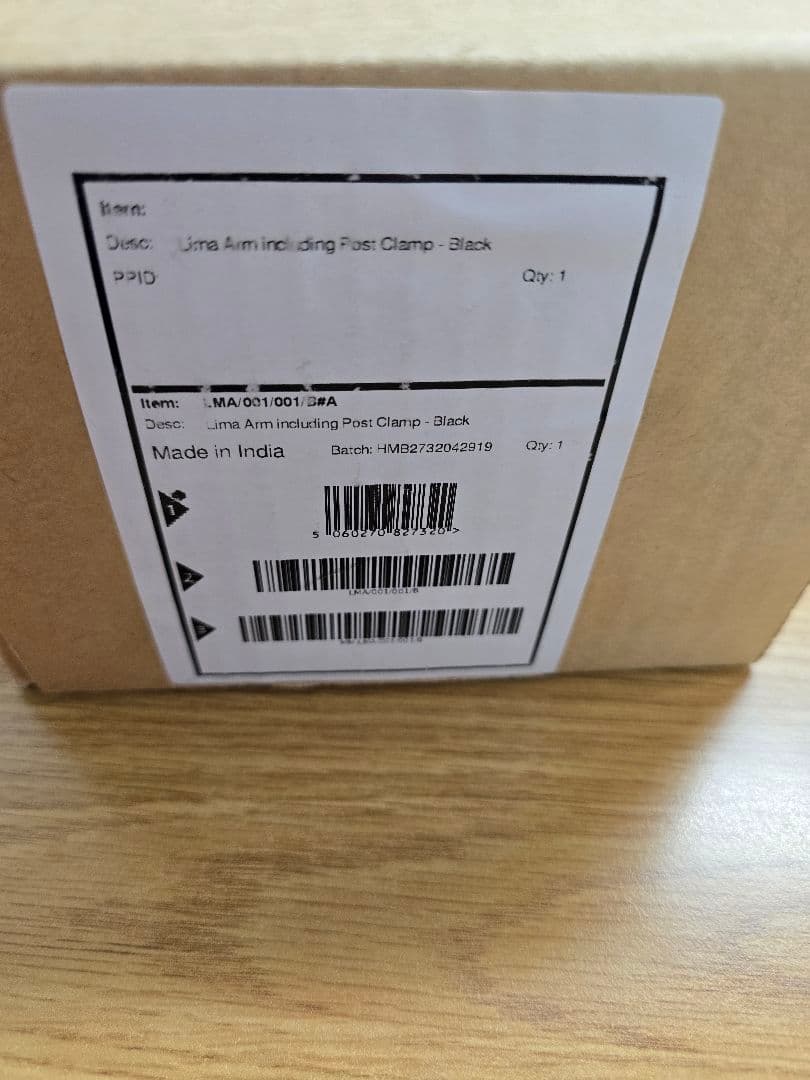 Item:
Desc: Lima Arm including Post Clamp - Black
PPID
Qty: 1
Item: LMA/001/001/B#A
Desc: Lima Arm including Post Clamp - Black
Made in India Batch: HMB2732042919 Qty: 1
1
5 060270 827320 >
2
LMA/001/001/B
3